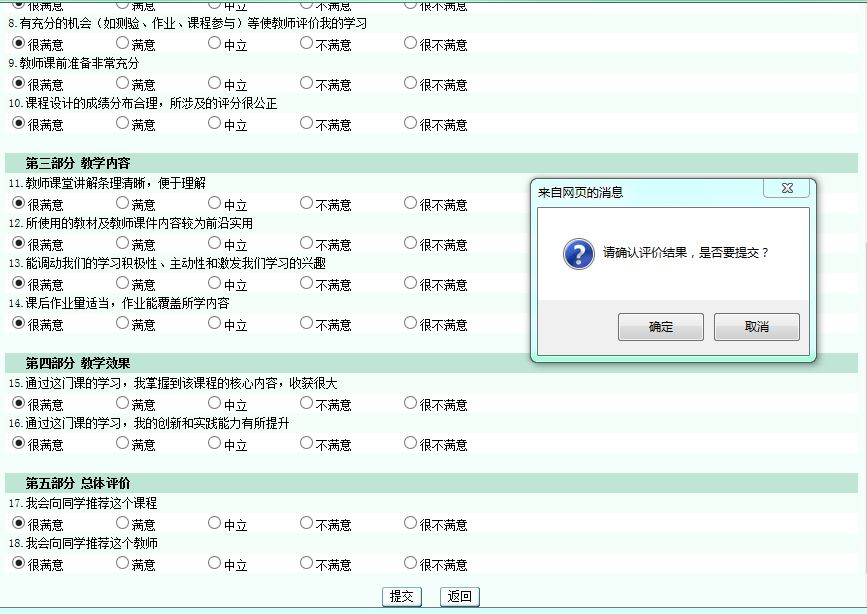 很满意 满意 中立 不满意 很不满意
8.有充分的机会（如测验、作业、课程参与）等使教师评价我的学习
很满意 满意 中立 不满意 很不满意
9.教师课前准备非常充分
很满意 满意 中立 不满意 很不满意
10.课程设计的成绩分布合理，所涉及的评分很公正
很满意 满意 中立 不满意 很不满意
第三部分 教学内容
11.教师课堂讲解条理清晰，便于理解
很满意 满意 中立 不满意 很不满意
12.所使用的教材及教师课件内容较为前沿实用
很满意 满意 中立 不满意 很不满意
13.能调动我们的学习积极性、主动性和激发我们学习的兴趣
很满意 满意 中立 不满意 很不满意
14.课后作业量适当，作业能覆盖所学内容
很满意 满意 中立 不满意 很不满意
第四部分 教学效果
15.通过这门课的学习，我掌握到该课程的核心内容，收获很大
很满意 满意 中立 不满意 很不满意
16.通过这门课的学习，我的创新和实践能力有所提升
很满意 满意 中立 不满意 很不满意
第五部分 总体评价
17.我会向同学推荐这个课程
很满意 满意 中立 不满意 很不满意
18.我会向同学推荐这个教师
很满意 满意 中立 不满意 很不满意
提交 返回
来自网页的消息
请确认评价结果，是否要提交？
确定 取消